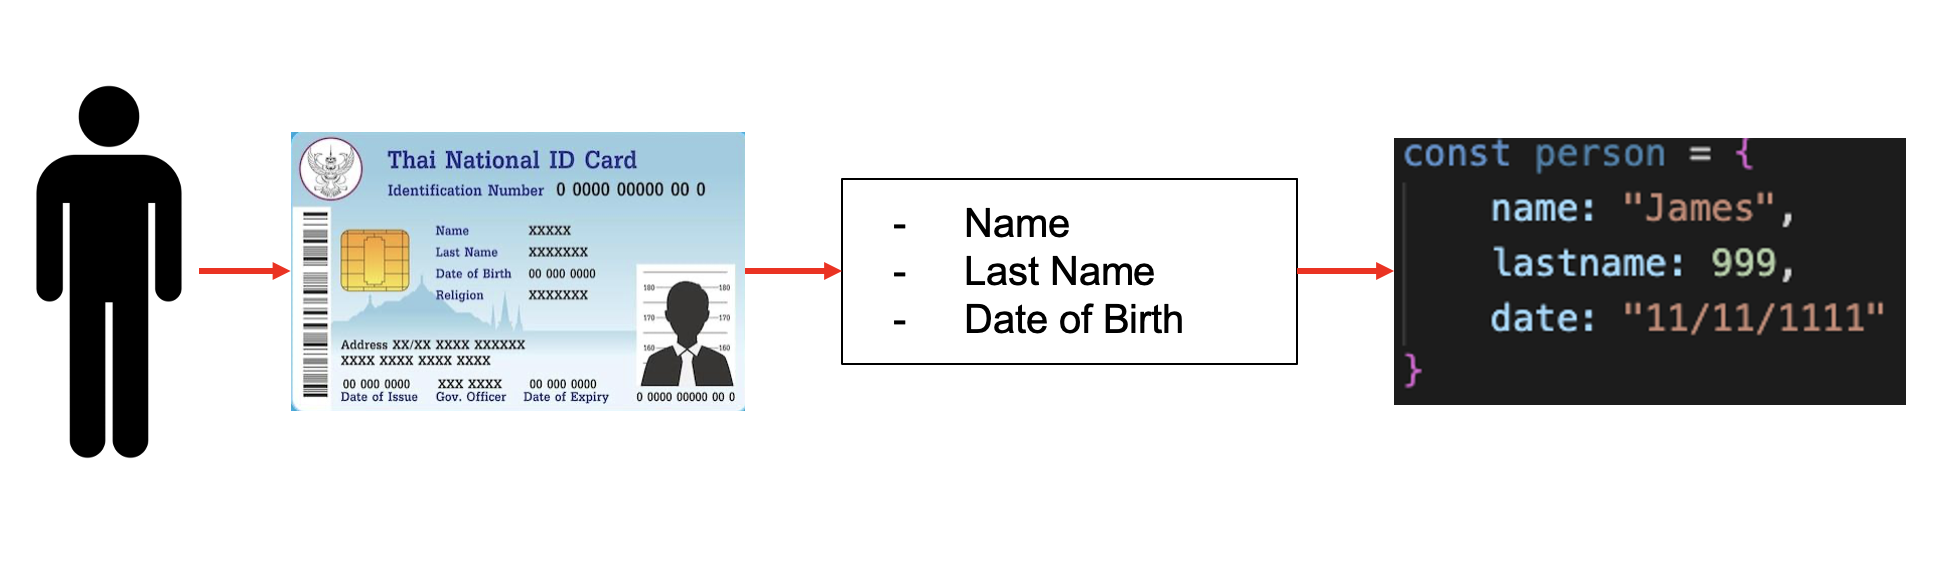 Thai National ID Card
Identification Number 0 0000 00000 00 0
Name XXXXX
Last Name XXXXXXX
Date of Birth 00 000 0000
Religion XXXXXXX
180 180
170 170
160 160
Address XX/XX XXXX XXXXXX
XXXX XXXX XXXX XXXX
00 000 0000 XXX XXXX 00 000 0000
Date of Issue Gov. Officer Date of Expiry 0 0000 00000 00 0
- Name
- Last Name
- Date of Birth
const person = {
name: "James",
lastname: 999,
date: "11/11/1111"
}